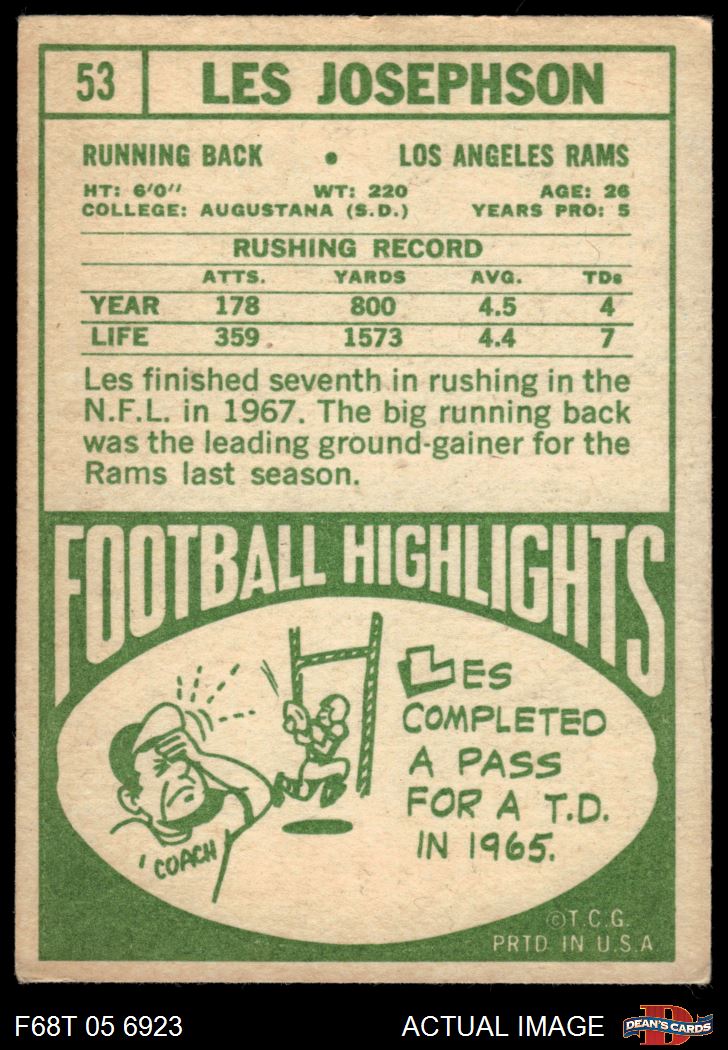 53 LES JOSEPHSON
RUNNING BACK • LOS ANGELES RAMS
HT: 6'0" WT: 220 AGE: 26
COLLEGE: AUGUSTANA (S.D.) YEARS PRO: 5
RUSHING RECORD
ATTS. YARDS AVG. TDs
YEAR 178 800 4.5 4
LIFE 359 1573 4.4 7
Les finished seventh in rushing in the
N.F.L. in 1967. The big running back
was the leading ground-gainer for the
Rams last season.
FOOTBALL HIGHLIGHTS
LES
COMPLETED
A PASS
FOR A T.D.
IN 1965.
COACH
©T.C.G.
PRTD IN U.S.A
F68T 05 6923 ACTUAL IMAGE D DEAN'S CARDS